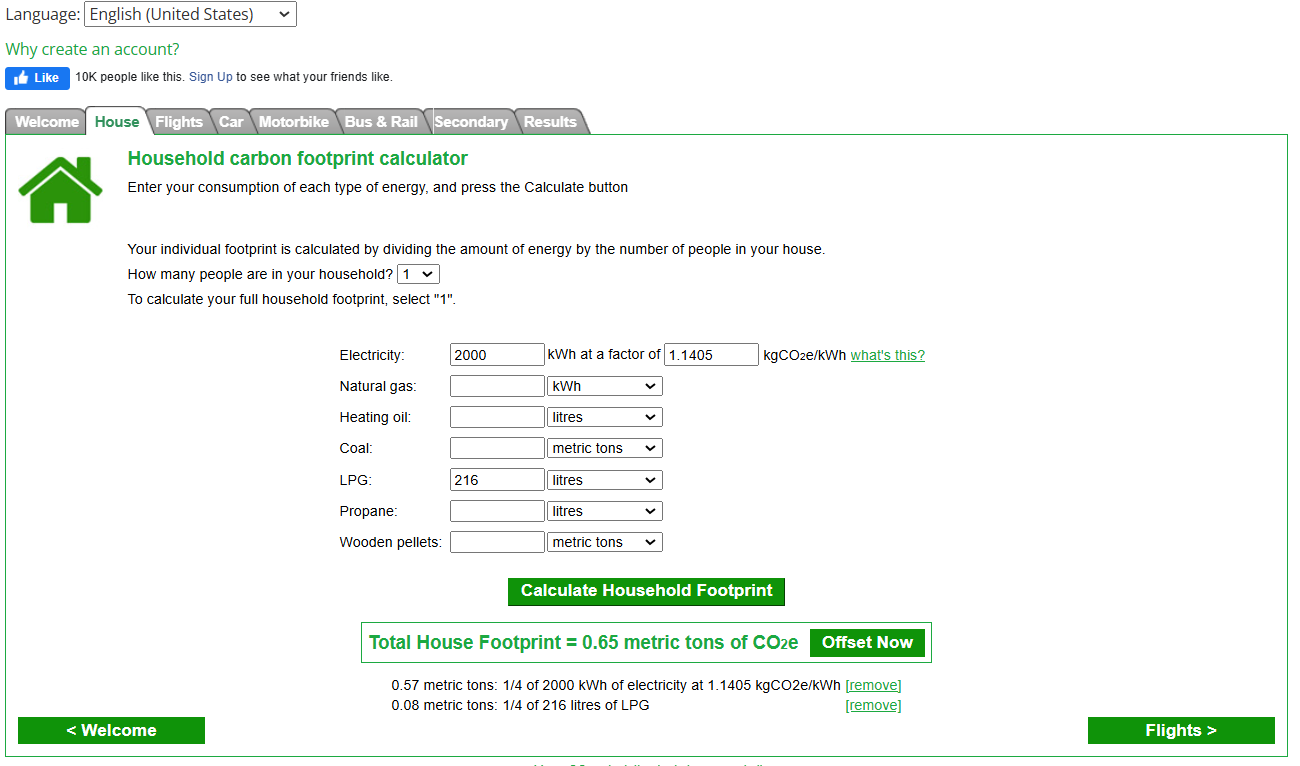 Language: English (United States)
Why create an account?
Like 10K people like this. Sign Up to see what your friends like.
Welcome House Flights Car Motorbike Bus & Rail Secondary Results
Household carbon footprint calculator
Enter your consumption of each type of energy, and press the Calculate button
Your individual footprint is calculated by dividing the amount of energy by the number of people in your house.
How many people are in your household? 1
To calculate your full household footprint, select "1".
Electricity: 2000 kWh at a factor of 1.1405 kgCO2e/kWh what's this?
Natural gas: kWh
Heating oil: litres
Coal: metric tons
LPG: 216 litres
Propane: litres
Wooden pellets: metric tons
Calculate Household Footprint
Total House Footprint = 0.65 metric tons of CO2e Offset Now
0.57 metric tons: 1/4 of 2000 kWh of electricity at 1.1405 kgCO2e/kWh [remove]
0.08 metric tons: 1/4 of 216 litres of LPG [remove]
< Welcome Flights >